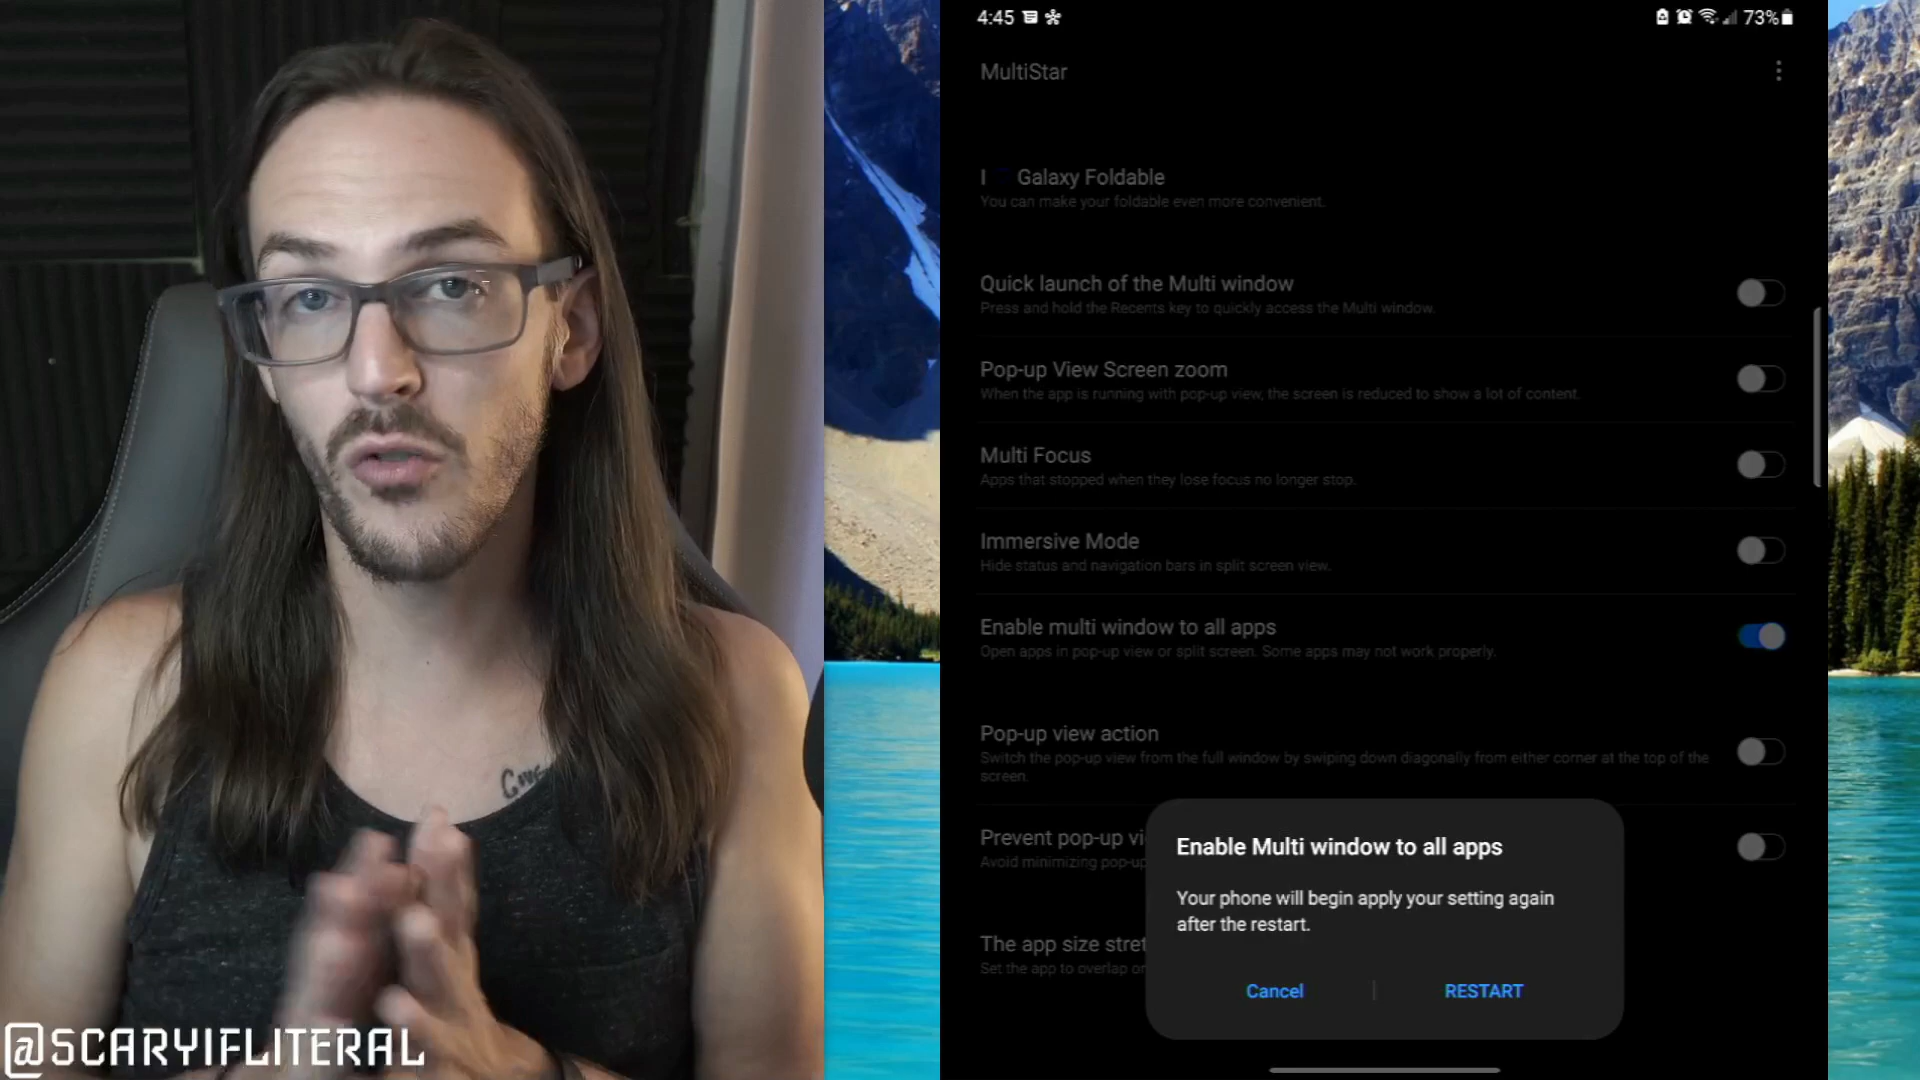 4:45
73%
MultiStar
I Galaxy Foldable
You can make your foldable even more convenient.
Quick launch of the Multi window
Press and hold the Recents key to quickly access the Multi window.
Pop-up View Screen zoom
When the app is running with pop-up view, the screen is reduced to show a lot of content.
Multi Focus
Apps that stopped when they lose focus no longer stop.
Immersive Mode
Hide status and navigation bars in split screen view.
Enable multi window to all apps
Open apps in pop-up view or split screen. Some apps may not work properly.
Pop-up view action
Switch the pop-up view from the full window by swiping down diagonally from either corner at the top of the
screen.
Prevent pop-up vi
Avoid minimizing pop-up
The app size stret
Set the app to overlap or
Enable Multi window to all apps
Your phone will begin apply your setting again
after the restart.
Cancel
RESTART
@SCARYIFLITERAL